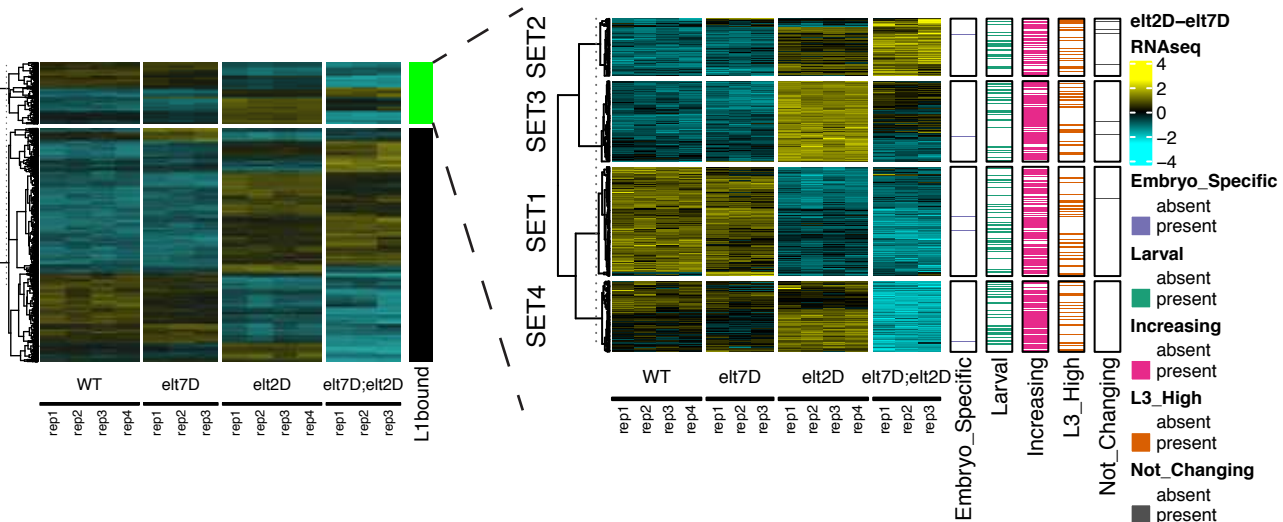 WT
elt7D
elt2D
elt7D;elt2D
rep1
rep2
rep3
rep4
rep1
rep2
rep3
rep1
rep2
rep3
rep4
rep1
rep2
rep3
L1bound
SET2
SET3
SET1
SET4
WT
elt7D
elt2D
elt7D;elt2D
rep1
rep2
rep3
rep4
rep1
rep2
rep3
rep1
rep2
rep3
rep4
rep1
rep2
rep3
Embryo_Specific
Larval
Increasing
L3_High
Not_Changing
elt2D–elt7D
RNAseq
4
2
0
−2
−4
Embryo_Specific
absent
present
Larval
absent
present
Increasing
absent
present
L3_High
absent
present
Not_Changing
absent
present